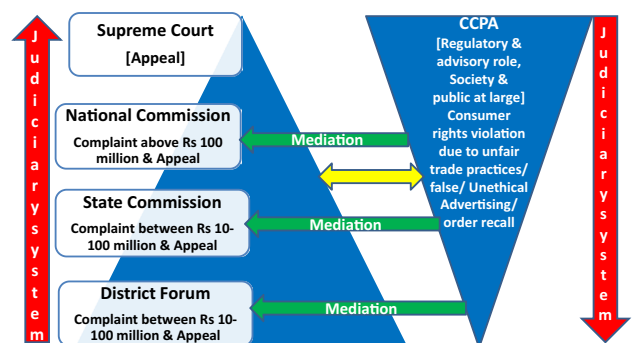 Judiciary system
Supreme Court
[Appeal]
National Commission
Complaint above Rs 100
million & Appeal
State Commission
Complaint between Rs 10-
100 million & Appeal
District Forum
Complaint between Rs 10-
100 million & Appeal
Mediation
Mediation
Mediation
CCPA
[Regulatory &
advisory role,
Society &
public at large]
Consumer
rights violation
due to unfair
trade practices/
false/ Unethical
Advertising/
order recall
Judiciary system